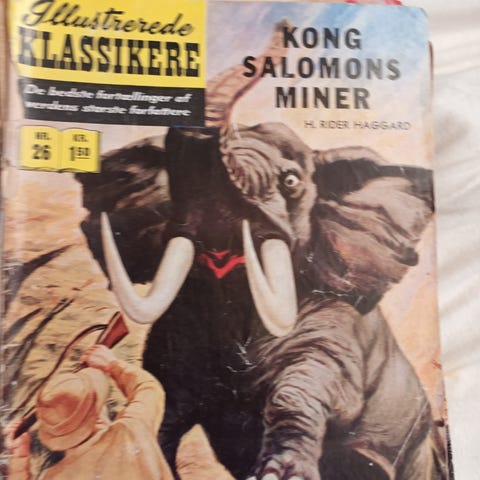 Illustrerede
KLASSIKERE
De bedste fortællinger af
verdens største forfattere
NR. 26
KR. 1.50
KONG
SALOMONS
MINER
H. RIDER HAGGARD